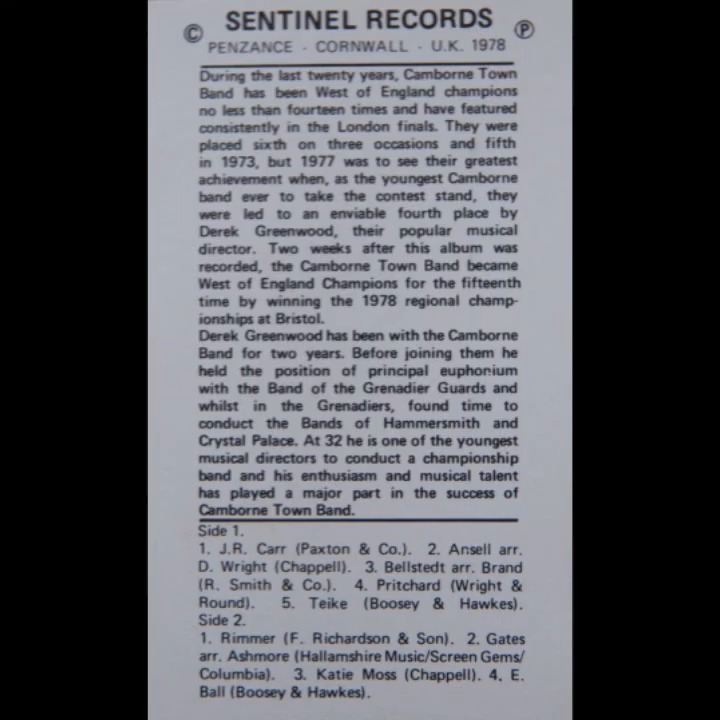 © SENTINEL RECORDS ℗
PENZANCE · CORNWALL · U.K. 1978
During the last twenty years, Camborne Town
Band has been West of England champions
no less than fourteen times and have featured
consistently in the London finals. They were
placed sixth on three occasions and fifth
in 1973, but 1977 was to see their greatest
achievement when, as the youngest Camborne
band ever to take the contest stand, they
were led to an enviable fourth place by
Derek Greenwood, their popular musical
director. Two weeks after this album was
recorded, the Camborne Town Band became
West of England Champions for the fifteenth
time by winning the 1978 regional champ-
ionships at Bristol.
Derek Greenwood has been with the Camborne
Band for two years. Before joining them he
held the position of principal euphonium
with the Band of the Grenadier Guards and
whilst in the Grenadiers, found time to
conduct the Bands of Hammersmith and
Crystal Palace. At 32 he is one of the youngest
musical directors to conduct a championship
band and his enthusiasm and musical talent
has played a major part in the success of
Camborne Town Band.
Side 1.
1. J.R. Carr (Paxton & Co.). 2. Ansell arr.
D. Wright (Chappell). 3. Bellstedt arr. Brand
(R. Smith & Co.). 4. Pritchard (Wright &
Round). 5. Teike (Boosey & Hawkes).
Side 2.
1. Rimmer (F. Richardson & Son). 2. Gates
arr. Ashmore (Hallamshire Music/Screen Gems/
Columbia). 3. Katie Moss (Chappell). 4. E.
Ball (Boosey & Hawkes).